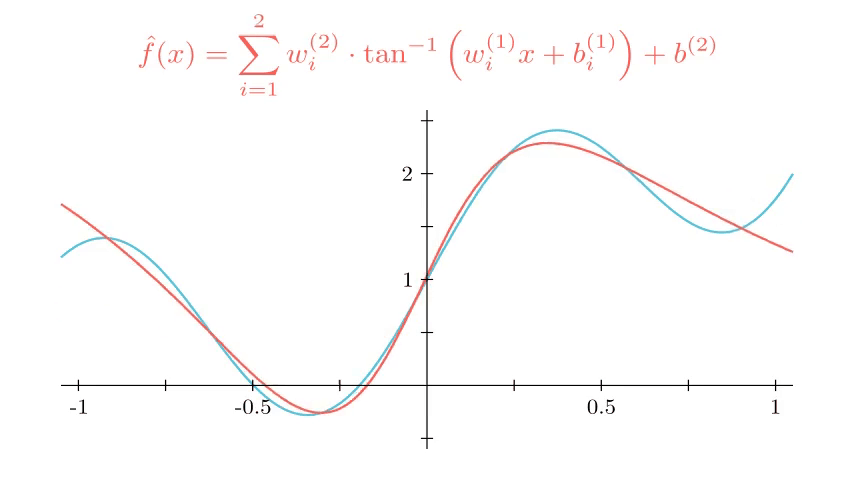 f̂(x) = ∑_{i=1}^{2} w_i^{(2)} · tan^{−1} (w_i^{(1)} x + b_i^{(1)}) + b^{(2)}
2
1
-1 -0.5 0.5 1